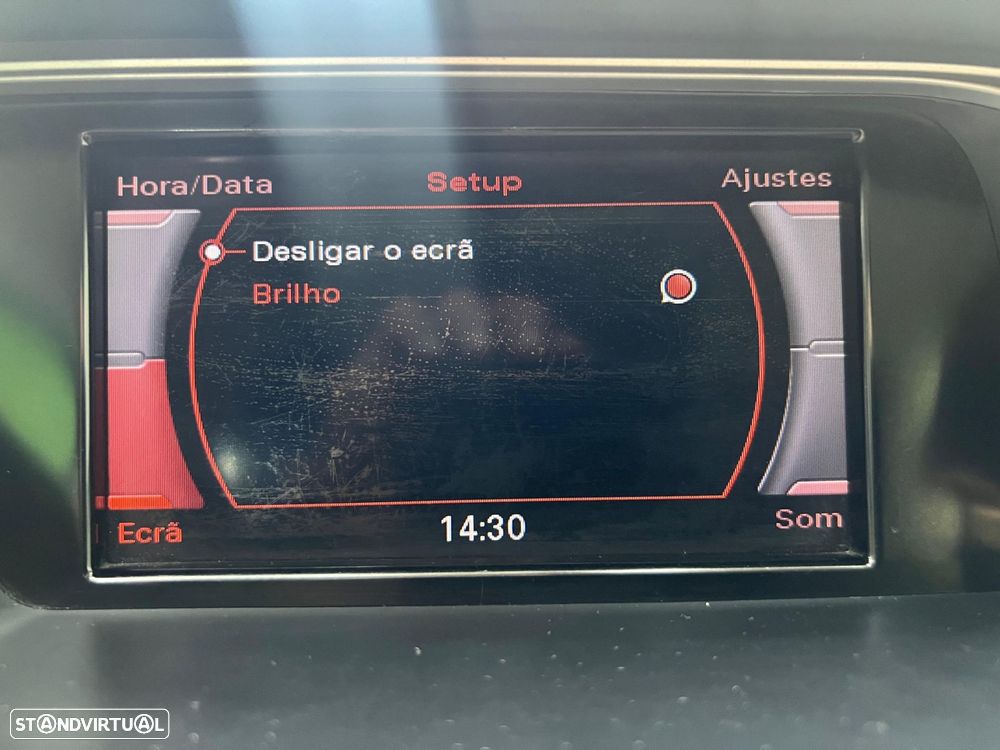 Hora/Data
Setup
Ajustes
Desligar o ecrã
Brilho
Ecrã
14:30
Som
STANDVIRTUAL